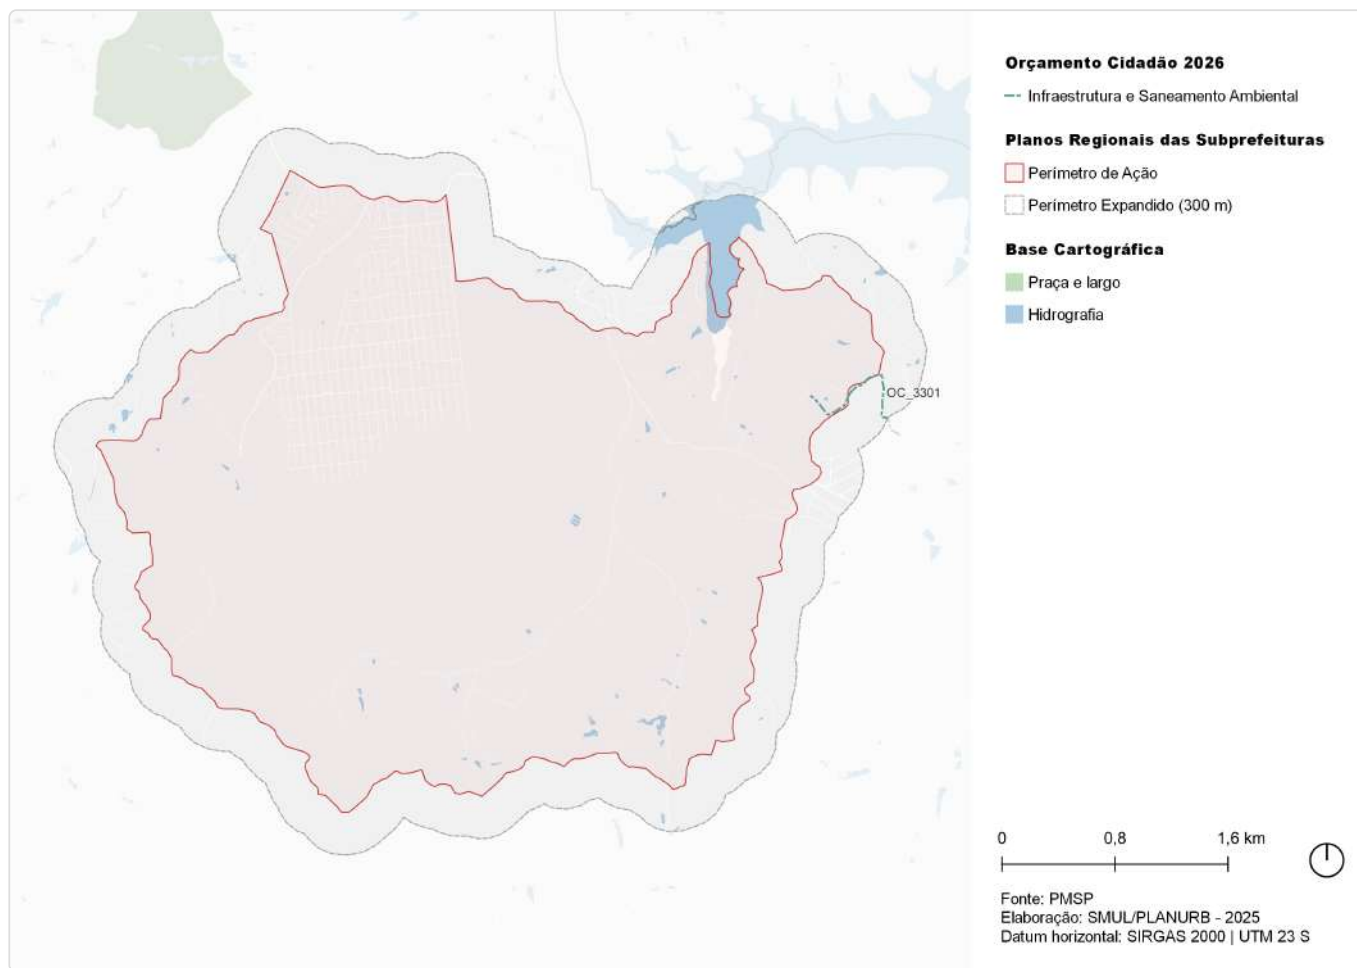 Orçamento Cidadão 2026
Infraestrutura e Saneamento Ambiental
Planos Regionais das Subprefeituras
Perímetro de Ação
Perímetro Expandido (300 m)
Base Cartográfica
Praça e largo
Hidrografia
OC_3301
0 0,8 1,6 km
Fonte: PMSP
Elaboração: SMUL/PLANURB - 2025
Datum horizontal: SIRGAS 2000 | UTM 23 S